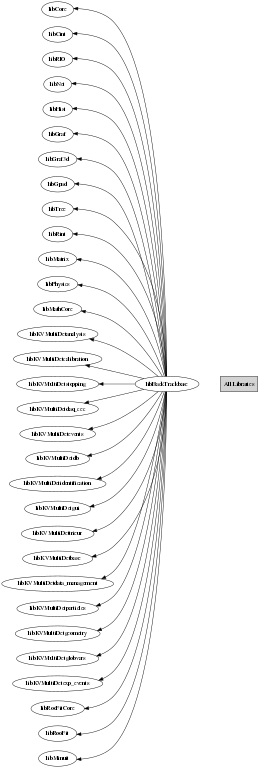 libCore
libCint
libRIO
libNet
libHist
libGraf
libGraf3d
libGpad
libTree
libRint
libMatrix
libPhysics
libMathCore
libKVMultiDetanalysis
libKVMultiDetcalibration
libKVMultiDetstopping
libBackTrackbase
All Libraries
libKVMultiDetdaq_cec
libKVMultiDetevents
libKVMultiDetdb
libKVMultiDetidentification
libKVMultiDetgui
libKVMultiDettrieur
libKVMultiDetbase
libKVMultiDetdata_management
libKVMultiDetparticles
libKVMultiDetgeometry
libKVMultiDetglobvars
libKVMultiDetexp_events
libRooFitCore
libRooFit
libMinuit